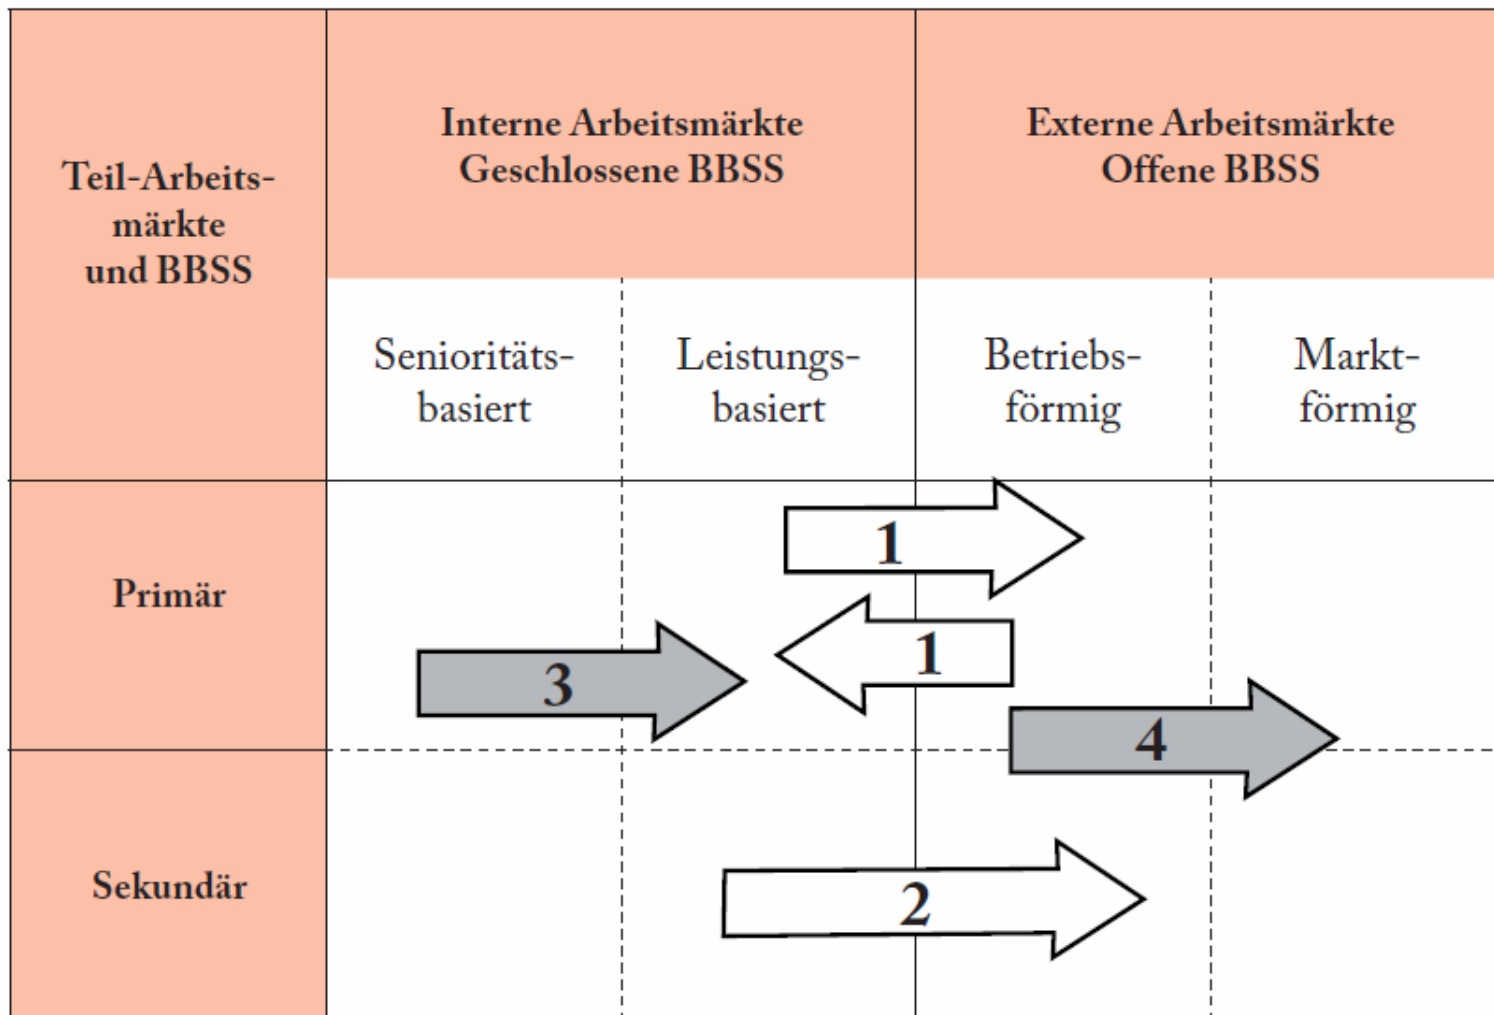 Teil-Arbeits-
märkte
und BBSS
Interne Arbeitsmärkte
Geschlossene BBSS
Externe Arbeitsmärkte
Offene BBSS
Senioritäts-
basiert
Leistungs-
basiert
Betriebs-
förmig
Markt-
förmig
Primär
1
1
3
4
Sekundär
2